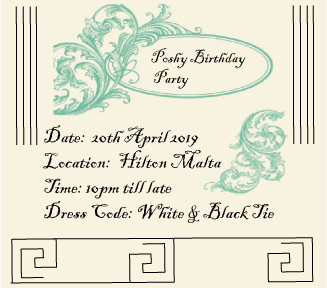 Poshy Birthday
Party
Date: 20th April 2019
Location: Hilton Malta
Time: 10pm till late
Dress Code: White & Black Tie